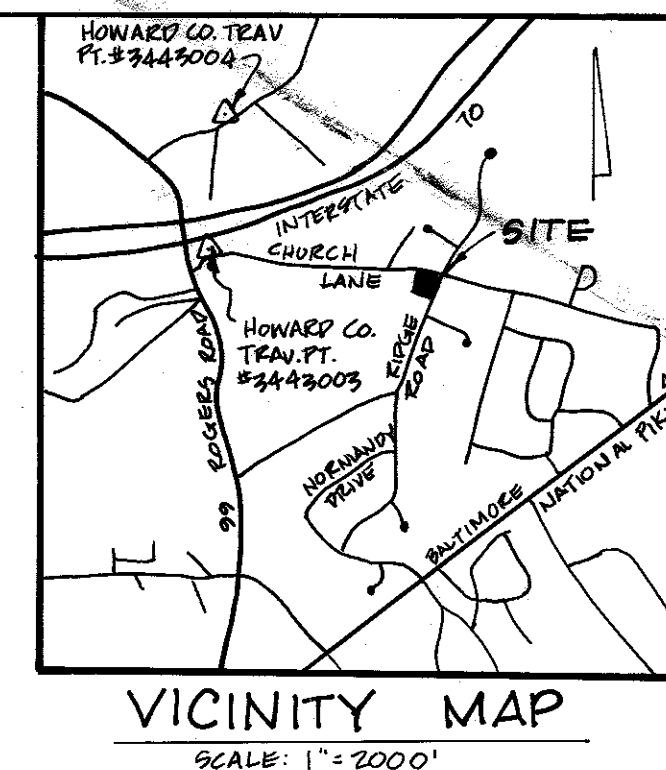 HOWARD CO. TRAV
PT.#3443004
70
INTERSTATE
SITE
CHURCH
LANE
HOWARD CO.
TRAV.PT.
#3443003
RIDGE
ROAD
ROGERS ROAD
NORMANDY
DRIVE
99
BALTIMORE
NATIONAL PIK
VICINITY MAP
SCALE: 1"=2000'